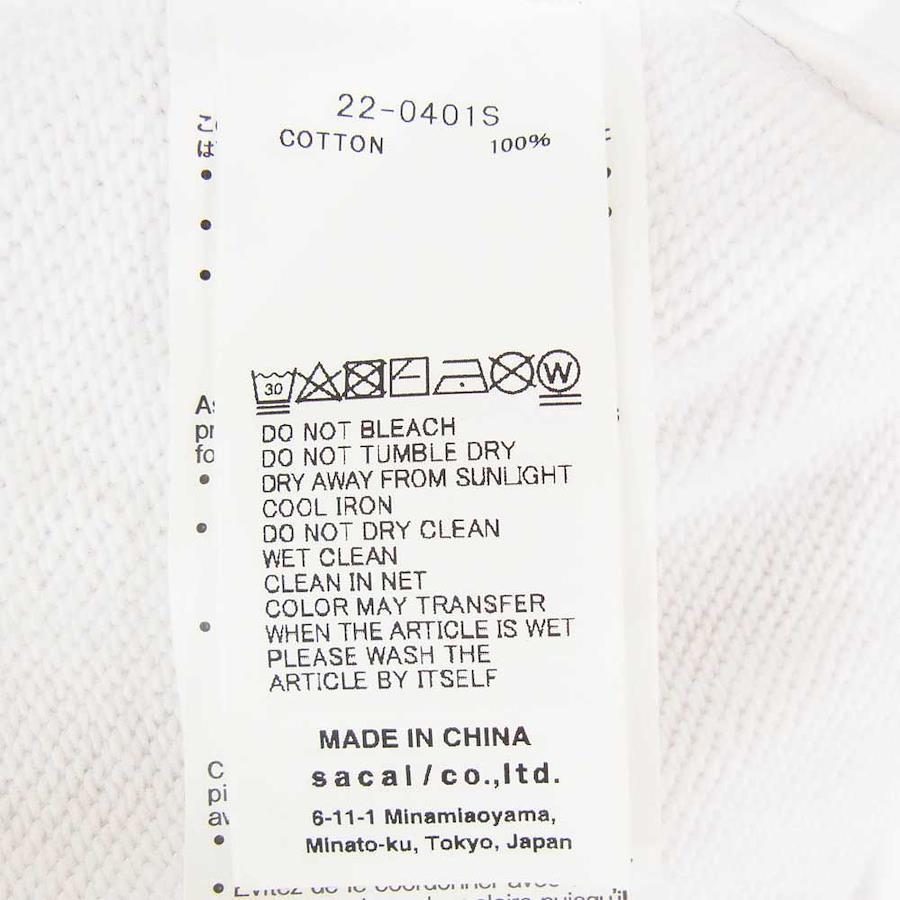 22-0401S
COTTON 100%
30
W
DO NOT BLEACH
DO NOT TUMBLE DRY
DRY AWAY FROM SUNLIGHT
COOL IRON
DO NOT DRY CLEAN
WET CLEAN
CLEAN IN NET
COLOR MAY TRANSFER
WHEN THE ARTICLE IS WET
PLEASE WASH THE
ARTICLE BY ITSELF
MADE IN CHINA
sacai/co.,ltd.
6-11-1 Minamiaoyama,
Minato-ku, Tokyo, Japan